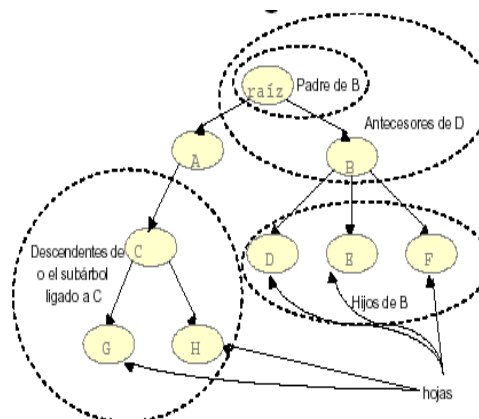 raíz
Padre de B
Antecesores de D
A
B
Descendentes de
o el subárbol
ligado a C
C
D
E
F
Hijos de B
G
H
hojas